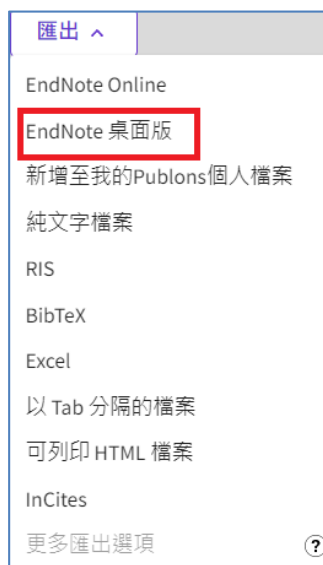 匯出
EndNote Online
EndNote 桌面版
新增至我的Publons個人檔案
純文字檔案
RIS
BibTeX
Excel
以 Tab 分隔的檔案
可列印 HTML 檔案
InCites
更多匯出選項 ?